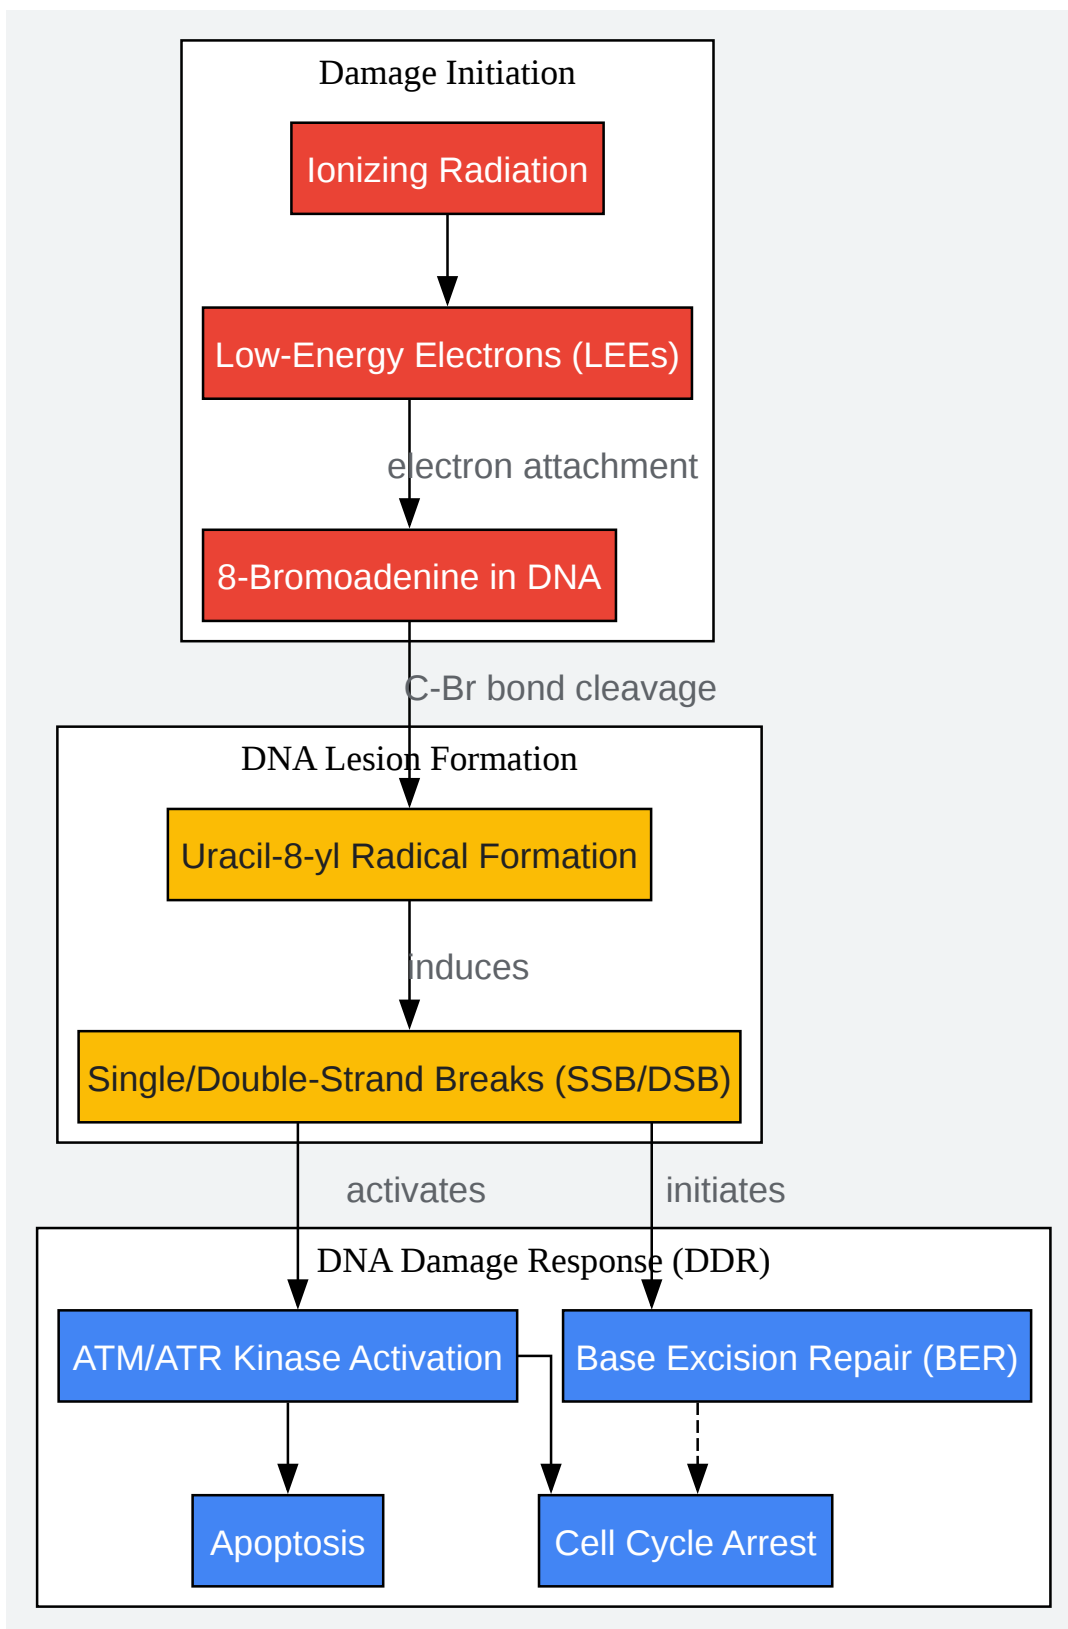 Damage Initiation
Ionizing Radiation
Low-Energy Electrons (LEEs)
electron attachment
8-Bromoadenine in DNA
C-Br bond cleavage
DNA Lesion Formation
Uracil-8-yl Radical Formation
induces
Single/Double-Strand Breaks (SSB/DSB)
activates
initiates
DNA Damage Response (DDR)
ATM/ATR Kinase Activation
Base Excision Repair (BER)
Apoptosis
Cell Cycle Arrest